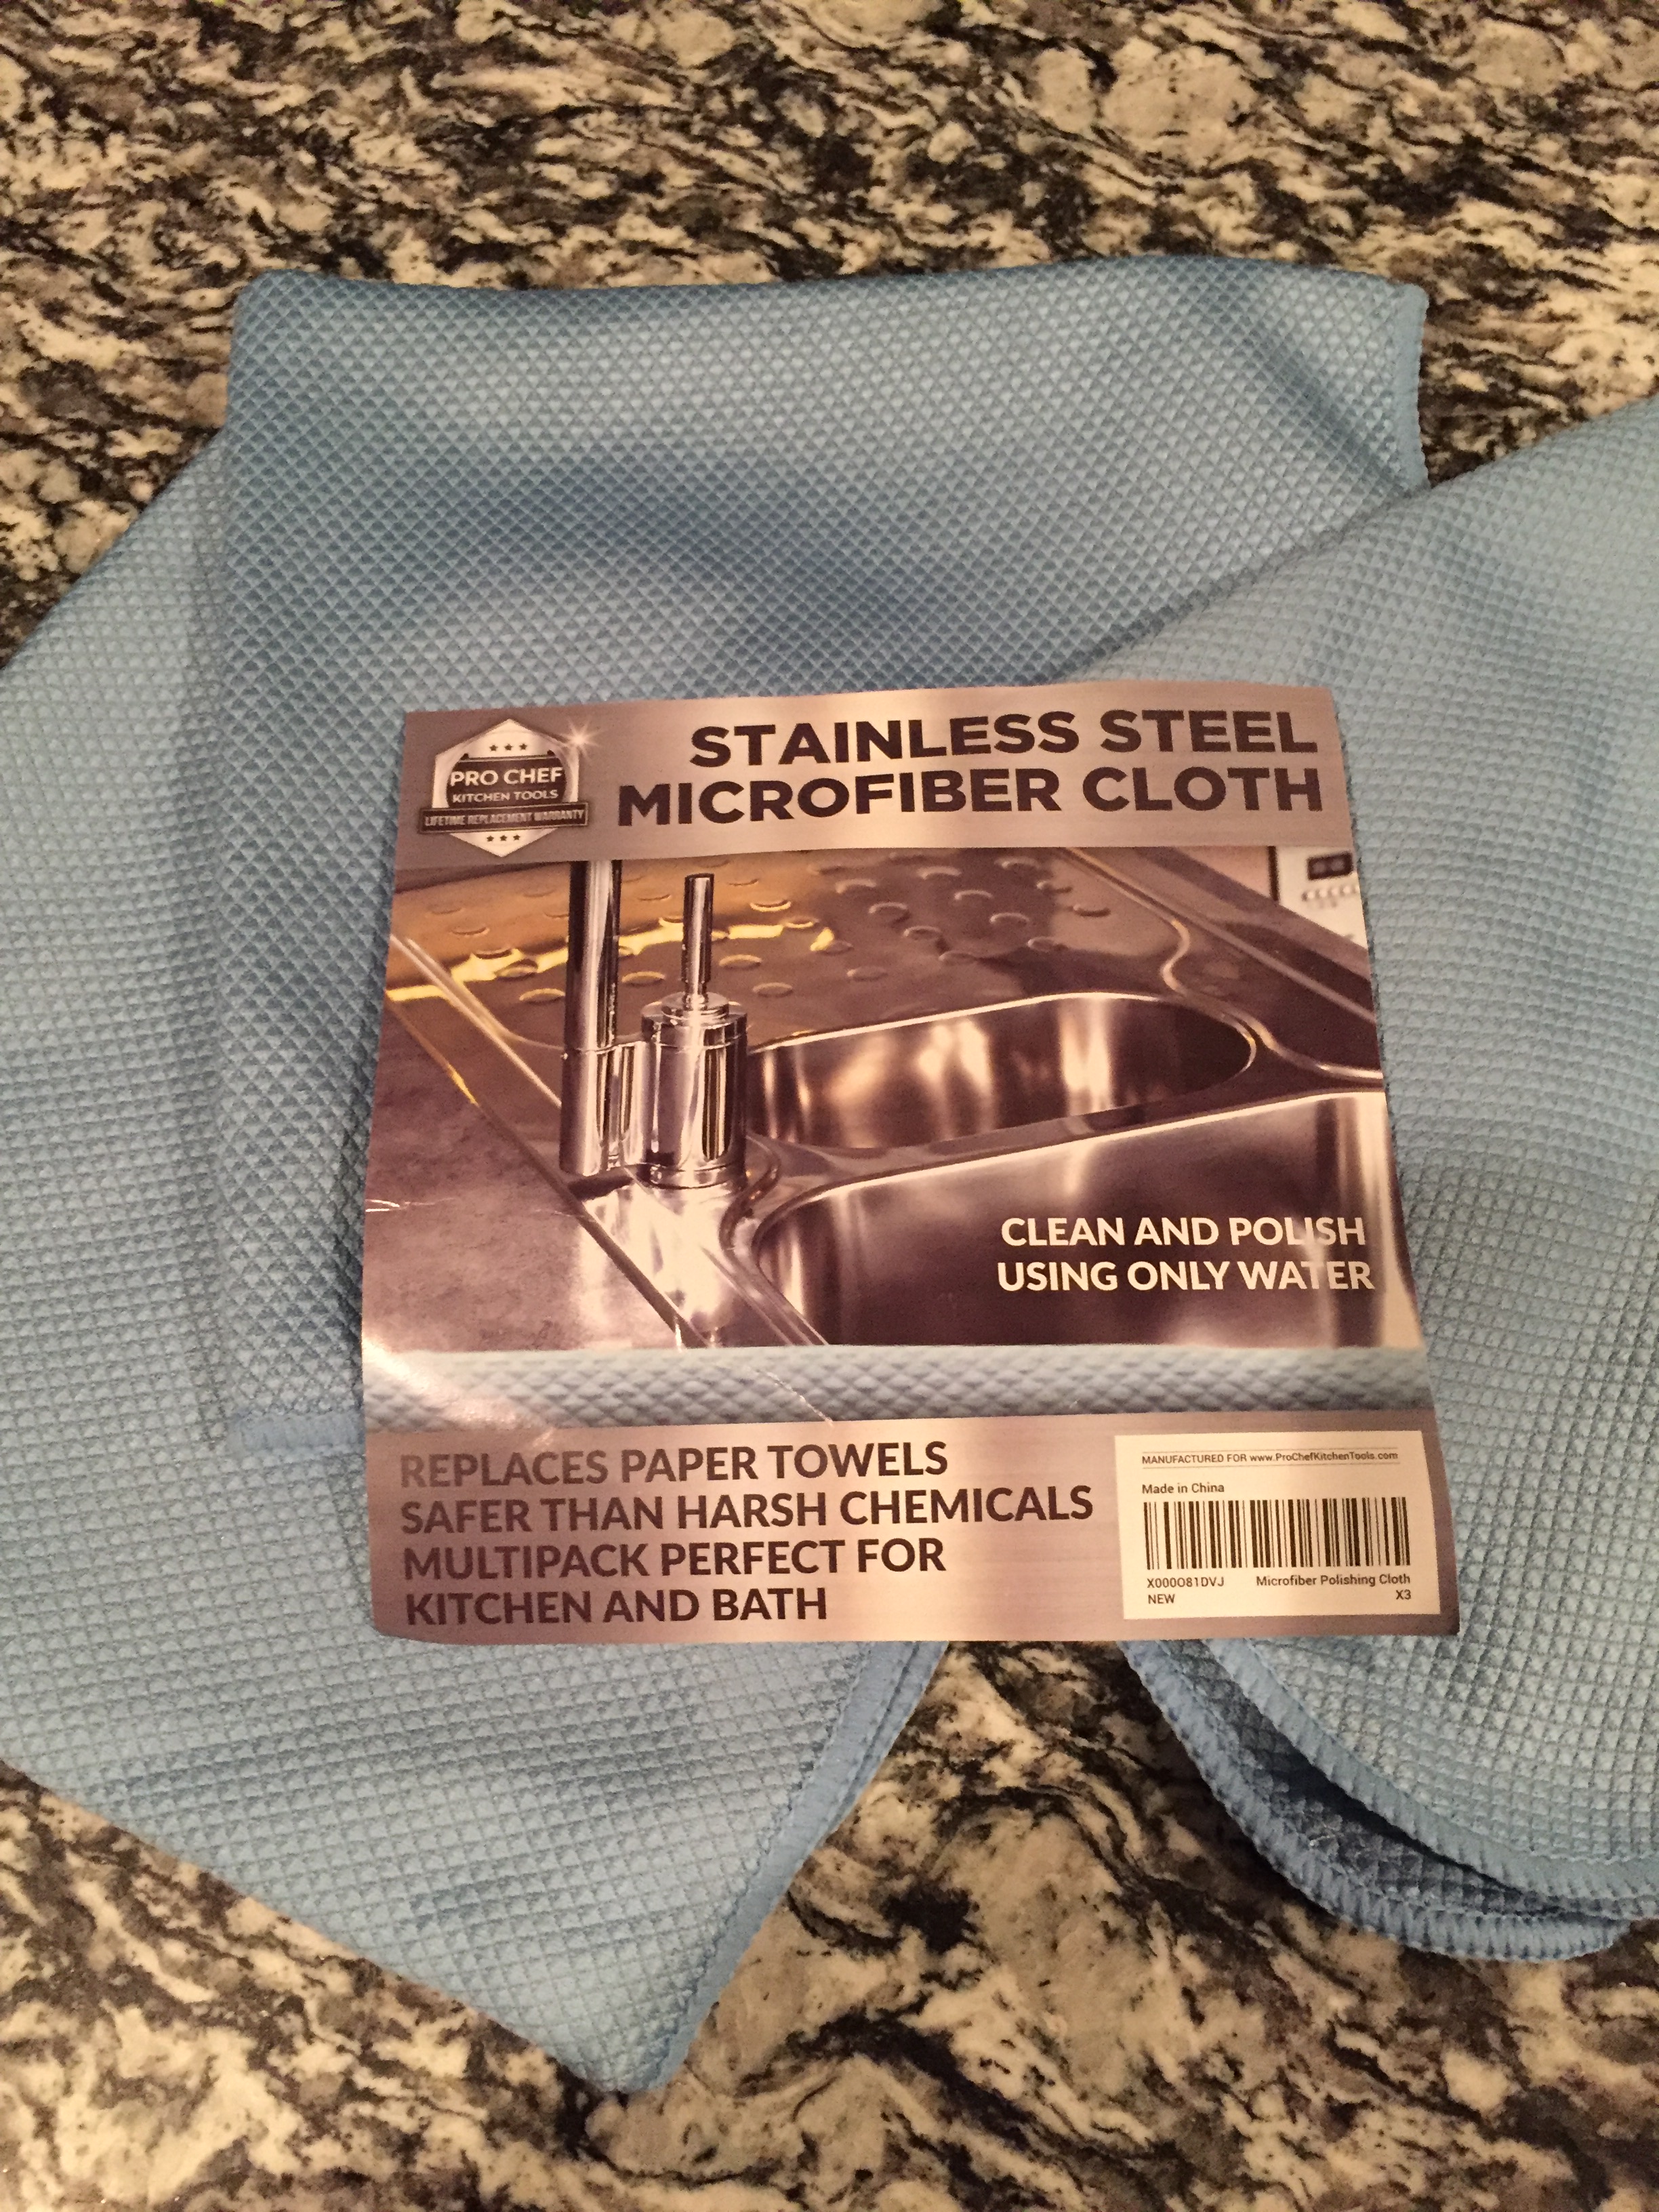 PRO CHEF
KITCHEN TOOLS
LIFETIME REPLACEMENT WARRANTY
STAINLESS STEEL
MICROFIBER CLOTH
CLEAN AND POLISH
USING ONLY WATER
REPLACES PAPER TOWELS
SAFER THAN HARSH CHEMICALS
MULTIPACK PERFECT FOR
KITCHEN AND BATH
MANUFACTURED FOR www.ProChefKitchenTools.com
Made in China
X000O81DVJ Microfiber Polishing Cloth
NEW X3